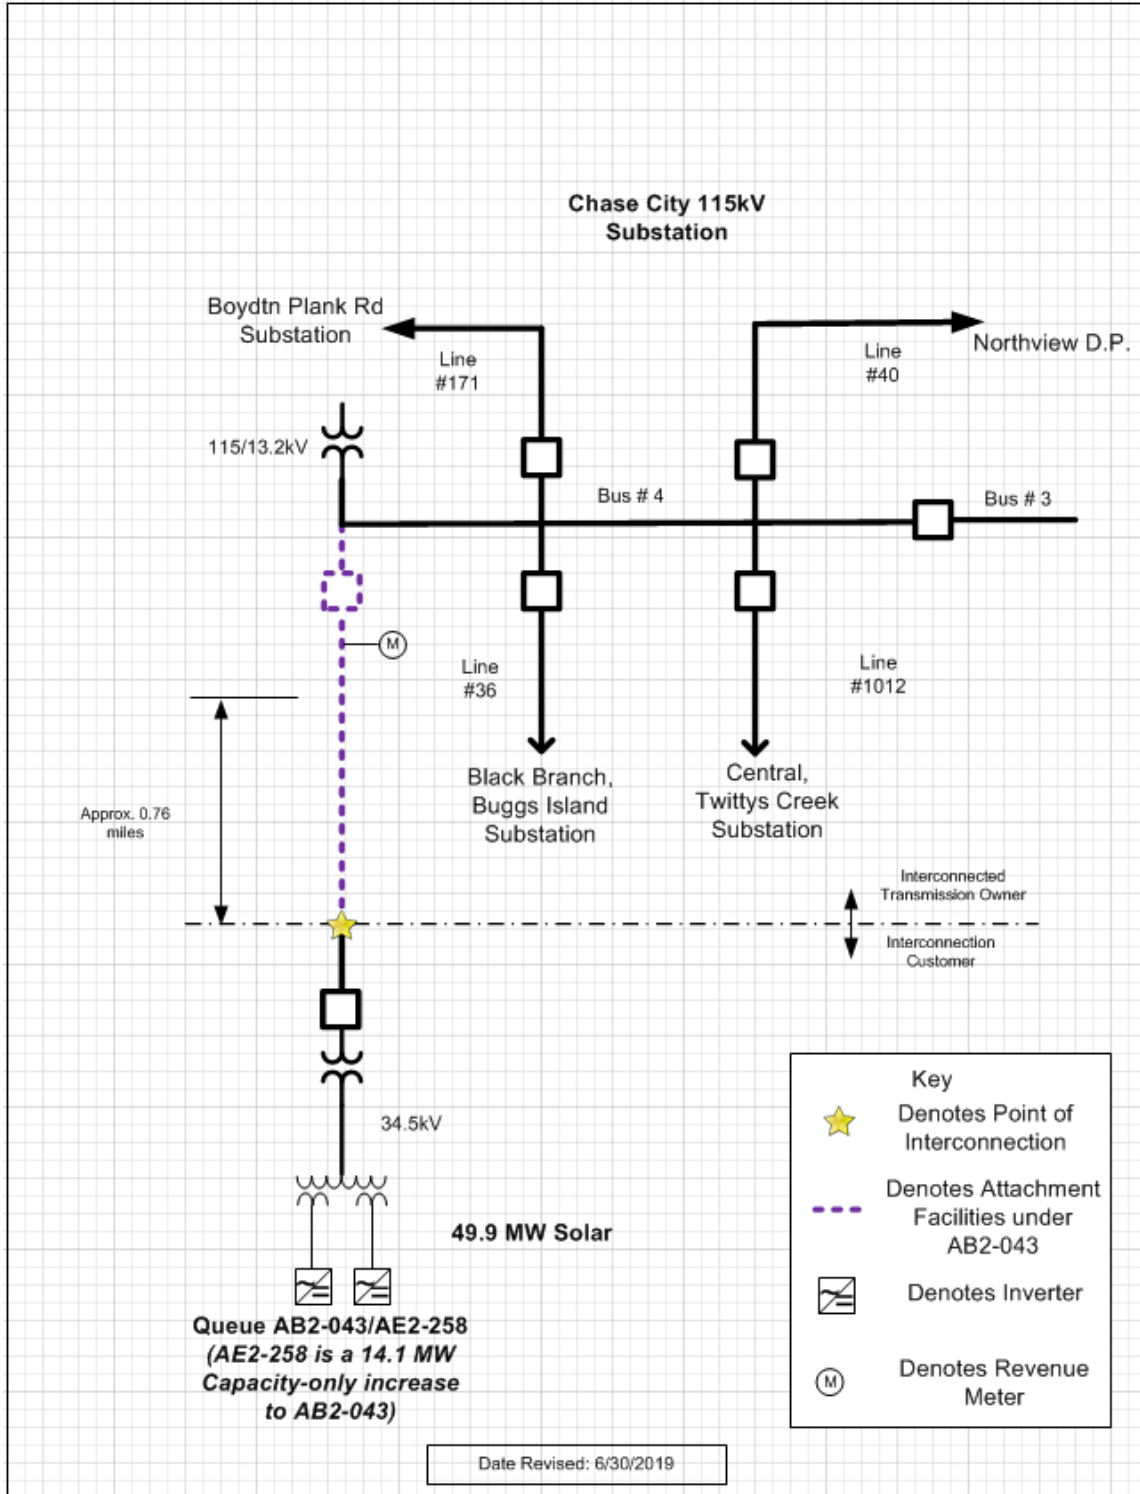 Chase City 115kV
Substation
Boydtn Plank Rd
Substation
Line
#171
Line
#40
Northview D.P.
115/13.2kV
Bus # 4
Bus # 3
M
Line
#36
Line
#1012
Black Branch,
Buggs Island
Substation
Central,
Twittys Creek
Substation
Approx. 0.76
miles
Interconnected
Transmission Owner
Interconnection
Customer
34.5kV
49.9 MW Solar
Queue AB2-043/AE2-258
(AE2-258 is a 14.1 MW
Capacity-only increase
to AB2-043)
Key
Denotes Point of
Interconnection
Denotes Attachment
Facilities under
AB2-043
Denotes Inverter
M
Denotes Revenue
Meter
Date Revised: 6/30/2019